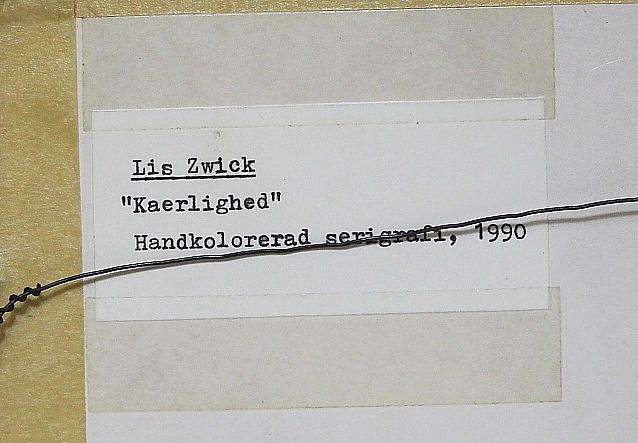 Lis Zwick
"Kaerlighed"
Handkolorerad serigrafi, 1990